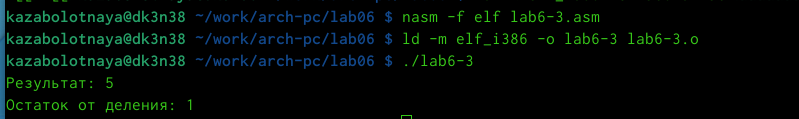 kazabolotnaya@dk3n38 ~/work/arch-pc/lab06 $ nasm -f elf lab6-3.asm
kazabolotnaya@dk3n38 ~/work/arch-pc/lab06 $ ld -m elf_i386 -o lab6-3 lab6-3.o
kazabolotnaya@dk3n38 ~/work/arch-pc/lab06 $ ./lab6-3
Результат: 5
Остаток от деления: 1